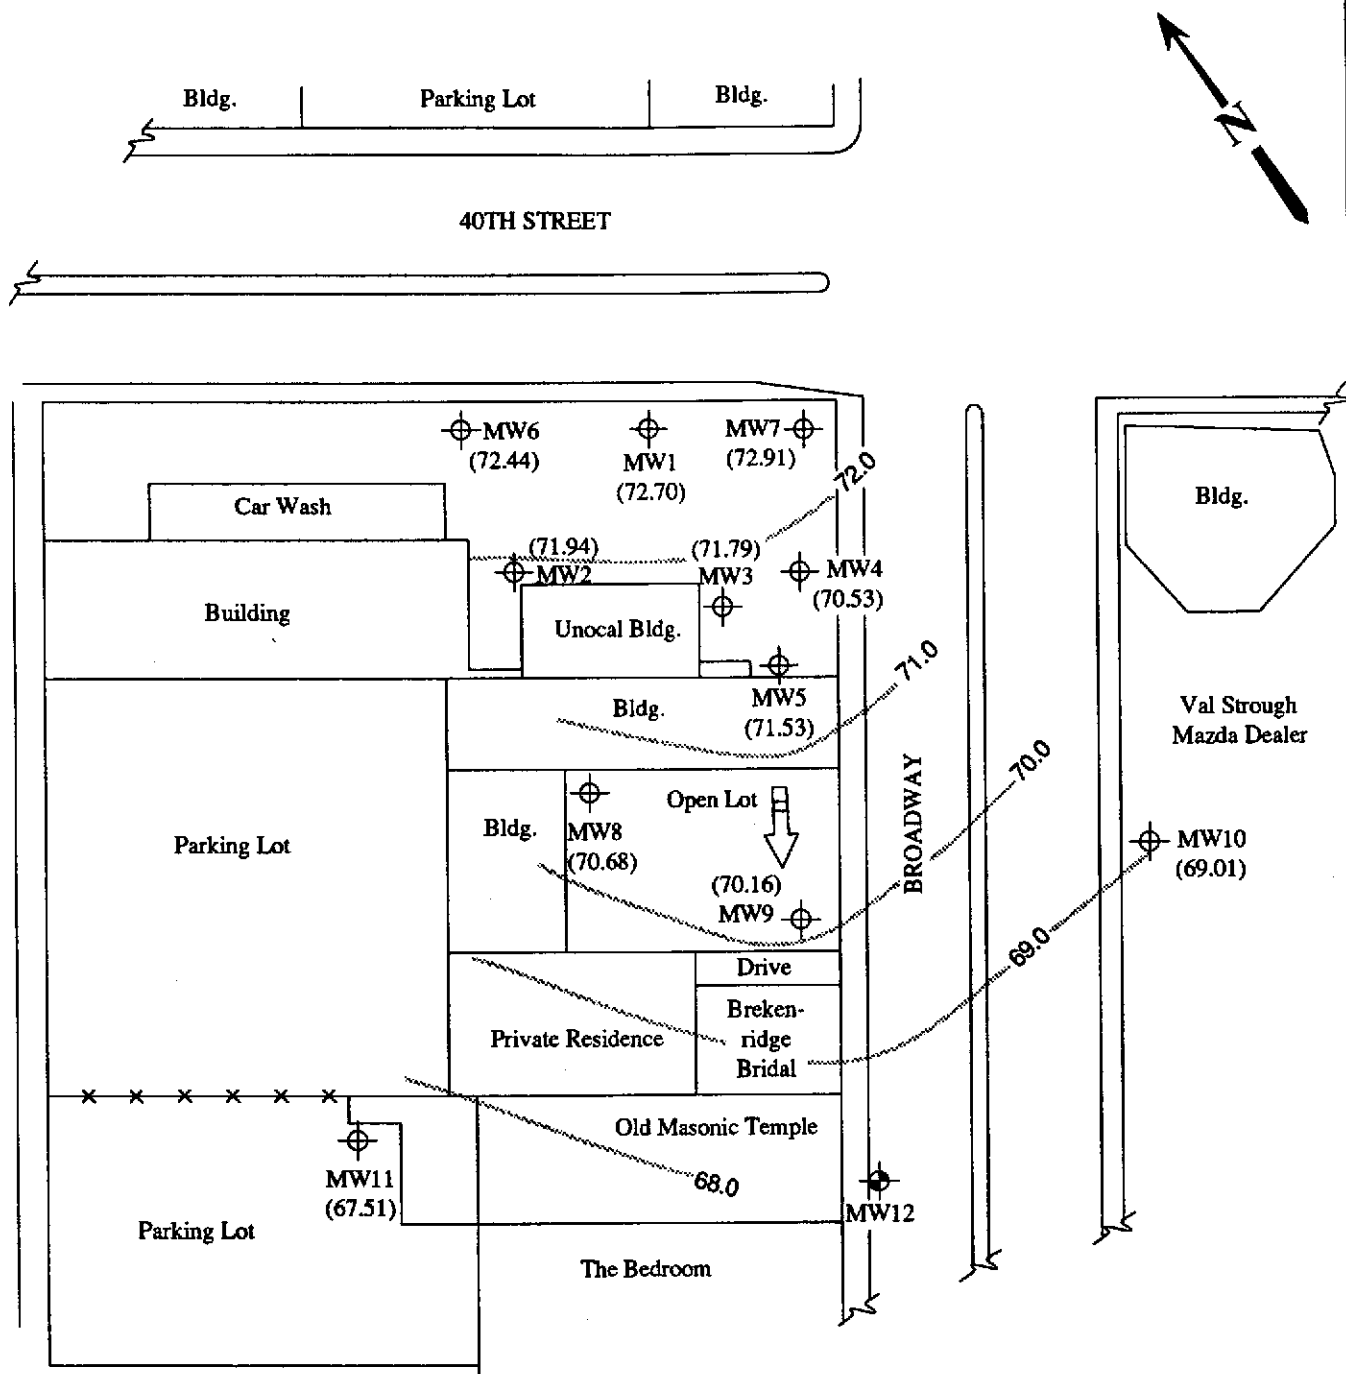 Bldg.
Parking Lot
Bldg.
N
40TH STREET
MW6
(72.44)
MW1
(72.70)
MW7
(72.91)
72.0
Bldg.
Car Wash
(71.94)
MW2
(71.79)
MW3
MW4
(70.53)
Building
Unocal Bldg.
71.0
MW5
(71.53)
Bldg.
Val Strough
Mazda Dealer
70.0
Open Lot
BROADWAY
Parking Lot
Bldg.
MW8
(70.68)
MW10
(69.01)
(70.16)
MW9
69.0
Drive
Private Residence
Breken-
ridge
Bridal
x x x x x x
Old Masonic Temple
MW11
(67.51)
68.0
MW12
Parking Lot
The Bedroom